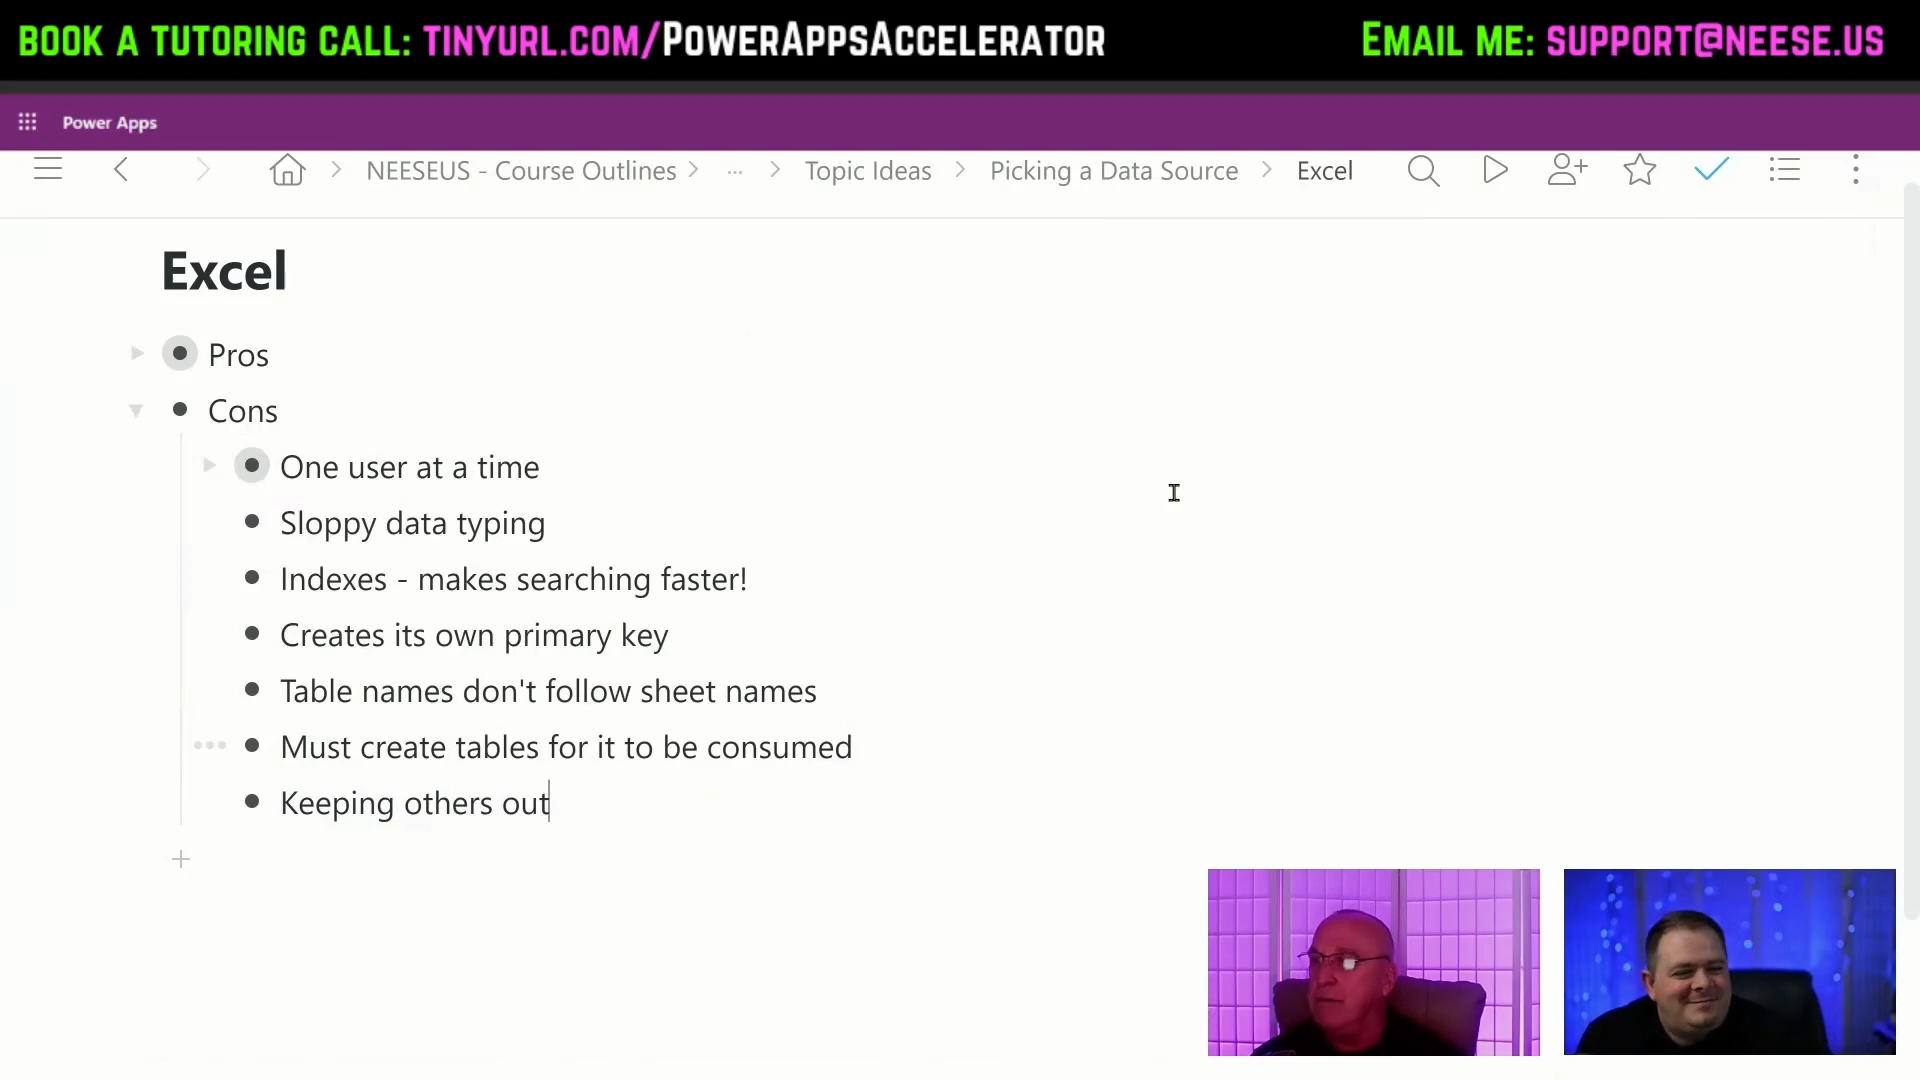 BOOK A TUTORING CALL: TINYURL.COM/POWERAPPSACCELERATOR
EMAIL ME: SUPPORT@NEESE.US
Power Apps
NEESEUS - Course Outlines > ... > Topic Ideas > Picking a Data Source > Excel
Excel
Pros
Cons
One user at a time
Sloppy data typing
Indexes - makes searching faster!
Creates its own primary key
Table names don't follow sheet names
Must create tables for it to be consumed
Keeping others out